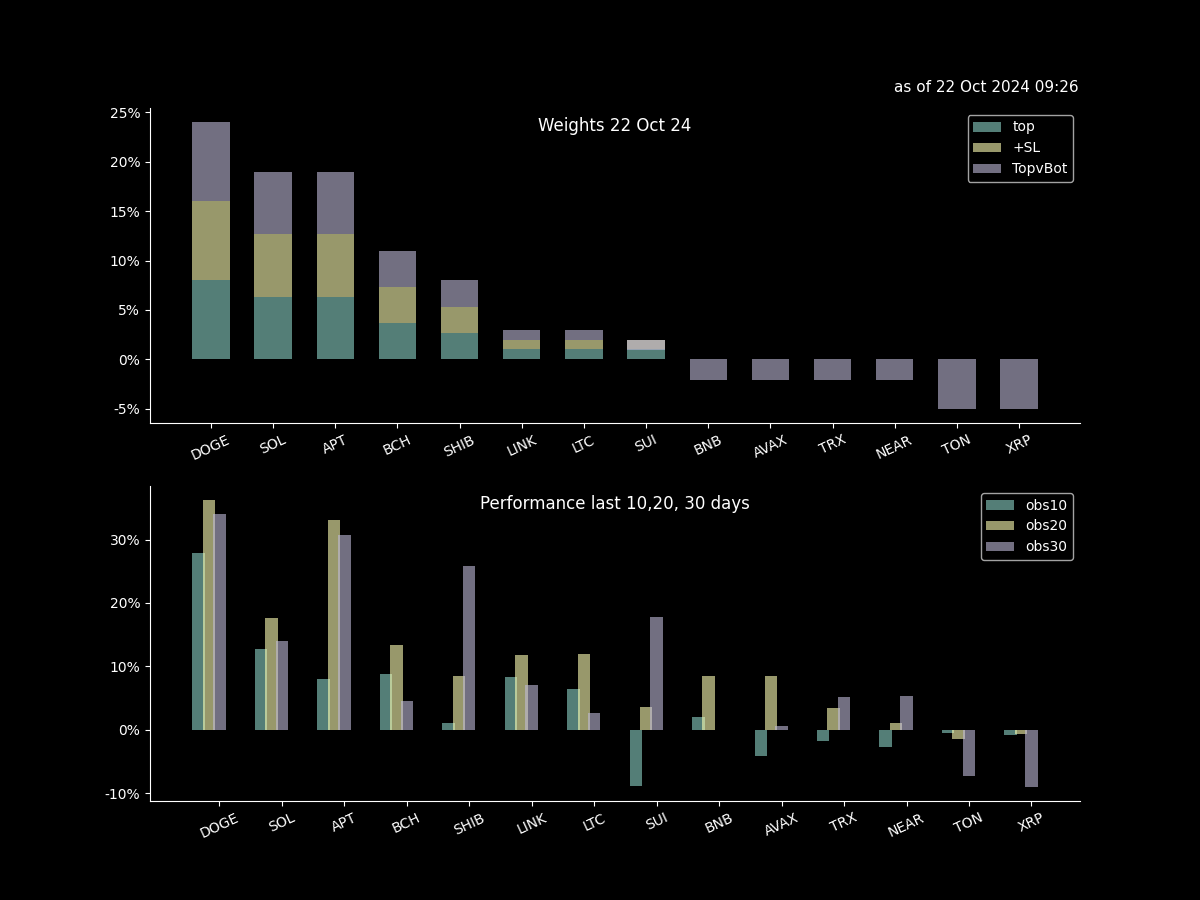 as of 22 Oct 2024 09:26
Weights 22 Oct 24
top
+SL
TopvBot
25%
20%
15%
10%
5%
0%
-5%
DOGE SOL APT BCH SHIB LINK LTC SUI BNB AVAX TRX NEAR TON XRP
Performance last 10,20, 30 days
obs10
obs20
obs30
30%
20%
10%
0%
-10%
DOGE SOL APT BCH SHIB LINK LTC SUI BNB AVAX TRX NEAR TON XRP